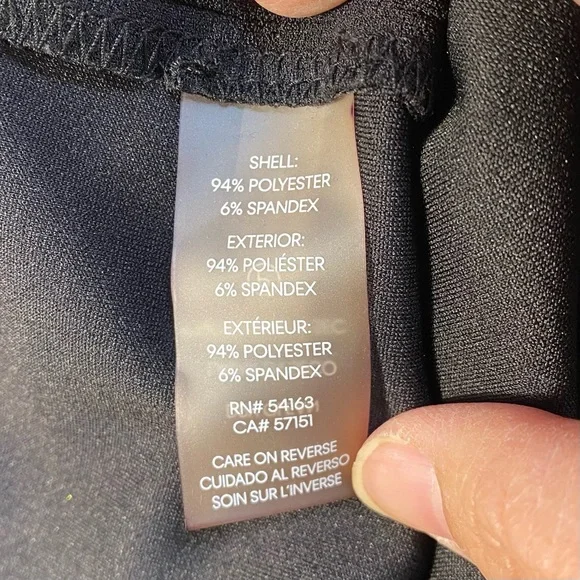 SHELL:
94% POLYESTER
6% SPANDEX
EXTERIOR:
94% POLIÉSTER
6% SPANDEX
EXTÉRIEUR:
94% POLYESTER
6% SPANDEX
RN# 54163
CA# 57151
CARE ON REVERSE
CUIDADO AL REVERSO
SOIN SUR L'INVERSE